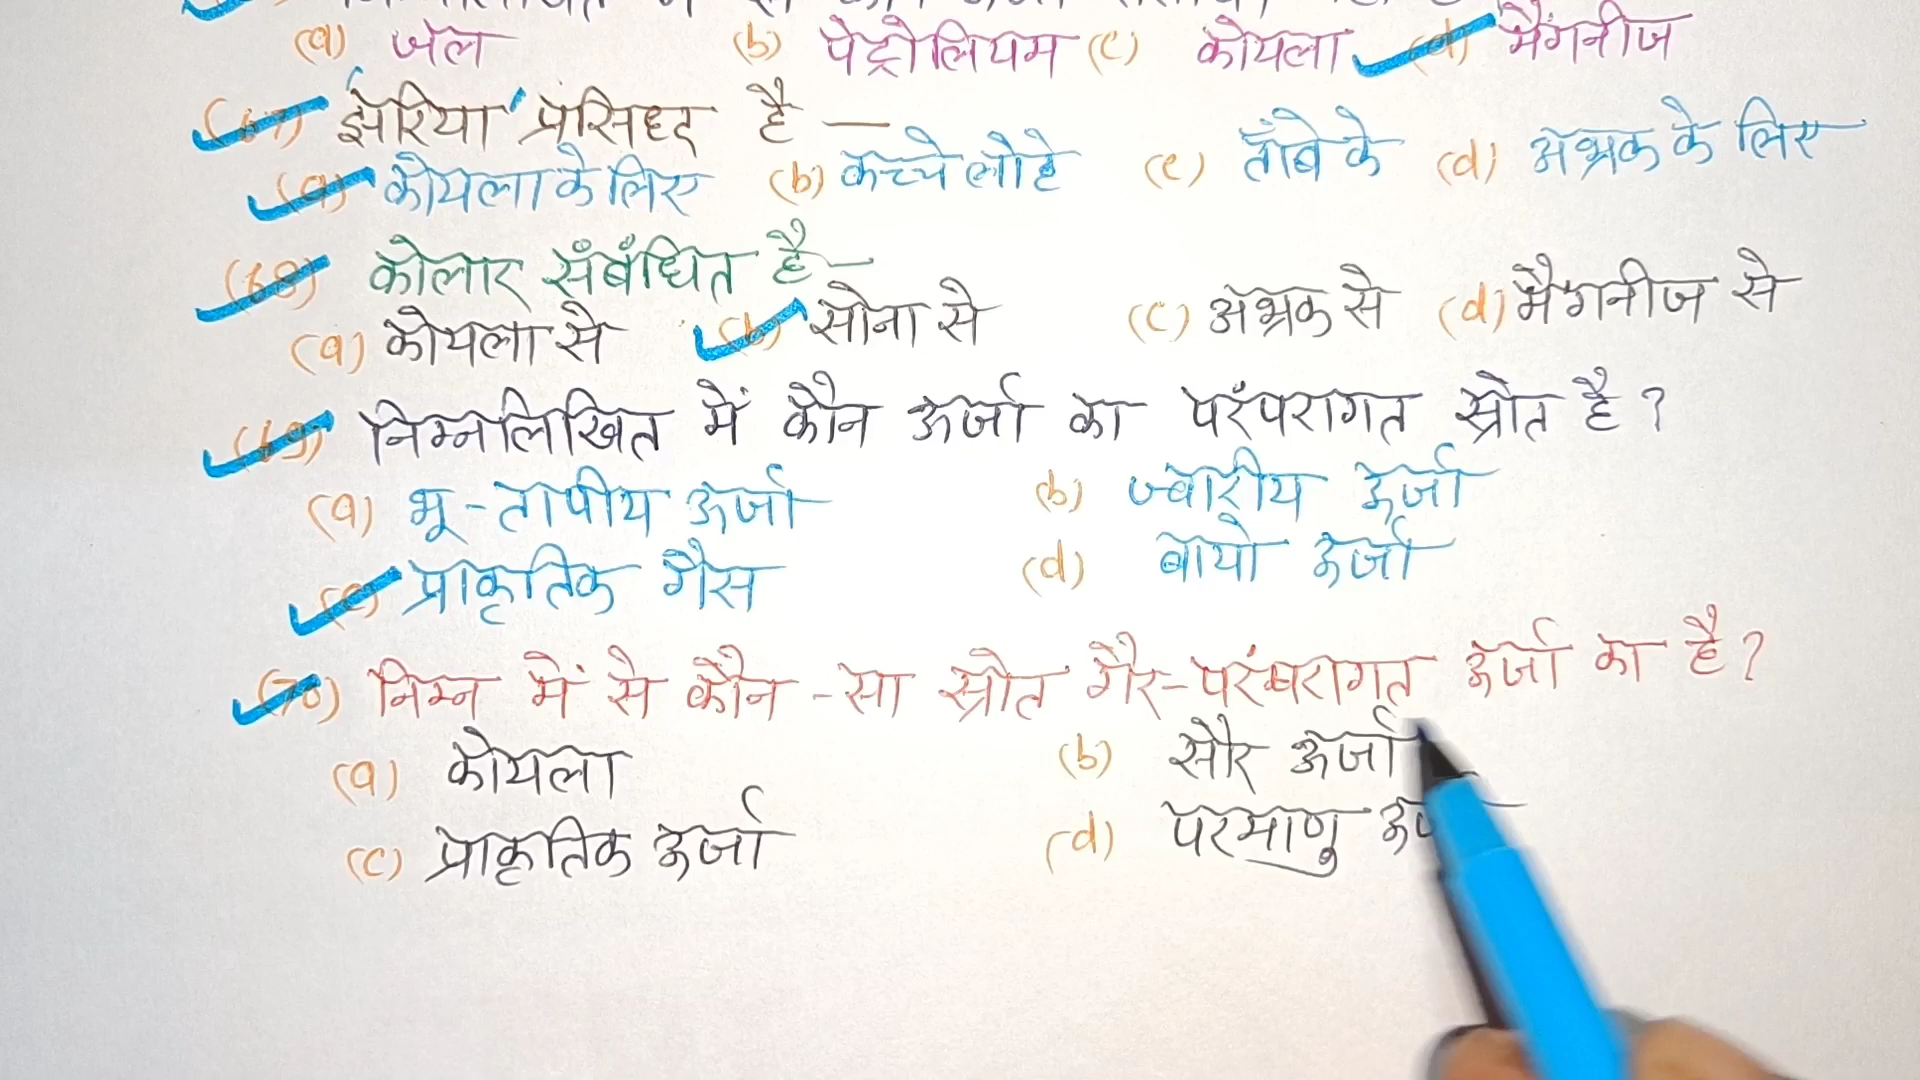 (a) जल (b) पेट्रोलियम (c) कोयला (d) मैंगनीज
(67) 'झरिया' प्रसिध्द है —
(a) कोयला के लिए (b) कच्चे लोहे (c) ताँबे के (d) अभ्रक के लिए
(68) कोलार संबंधित है—
(a) कोयला से (b) सोना से (c) अभ्रक से (d) मैंगनीज से
(69) निम्नलिखित में कौन ऊर्जा का परंपरागत स्रोत है ?
(a) भू-तापीय ऊर्जा (b) ज्वारीय ऊर्जा
(c) प्राकृतिक गैस (d) बायो ऊर्जा
(70) निम्न में से कौन-सा स्रोत गैर-परंपरागत ऊर्जा का है ?
(a) कोयला (b) सौर ऊर्जा
(c) प्राकृतिक ऊर्जा (d) परमाणु